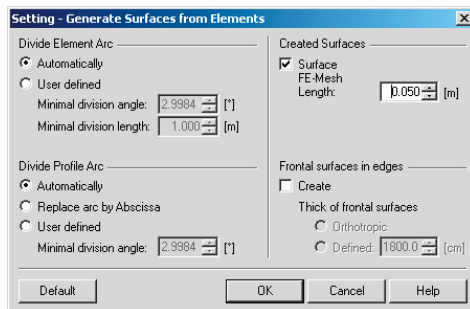 Setting - Generate Surfaces from Elements
Divide Element Arc
Automatically
User defined
Minimal division angle: 2.9984 [°]
Minimal division length: 1.000 [m]
Divide Profile Arc
Automatically
Replace arc by Abscissa
User defined
Minimal division angle: 2.9984 [°]
Created Surfaces
Surface
FE-Mesh
Length: 0.050 [m]
Frontal surfaces in edges
Create
Thick of frontal surfaces
Orthotropic
Defined: 1800.0 [cm]
Default OK Cancel Help